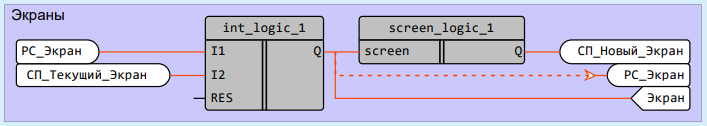 Экраны
int_logic_1
screen_logic_1
РС_Экран
I1
Q
screen
Q
СП_Новый_Экран
СП_Текущий_Экран
I2
РС_Экран
RES
Экран